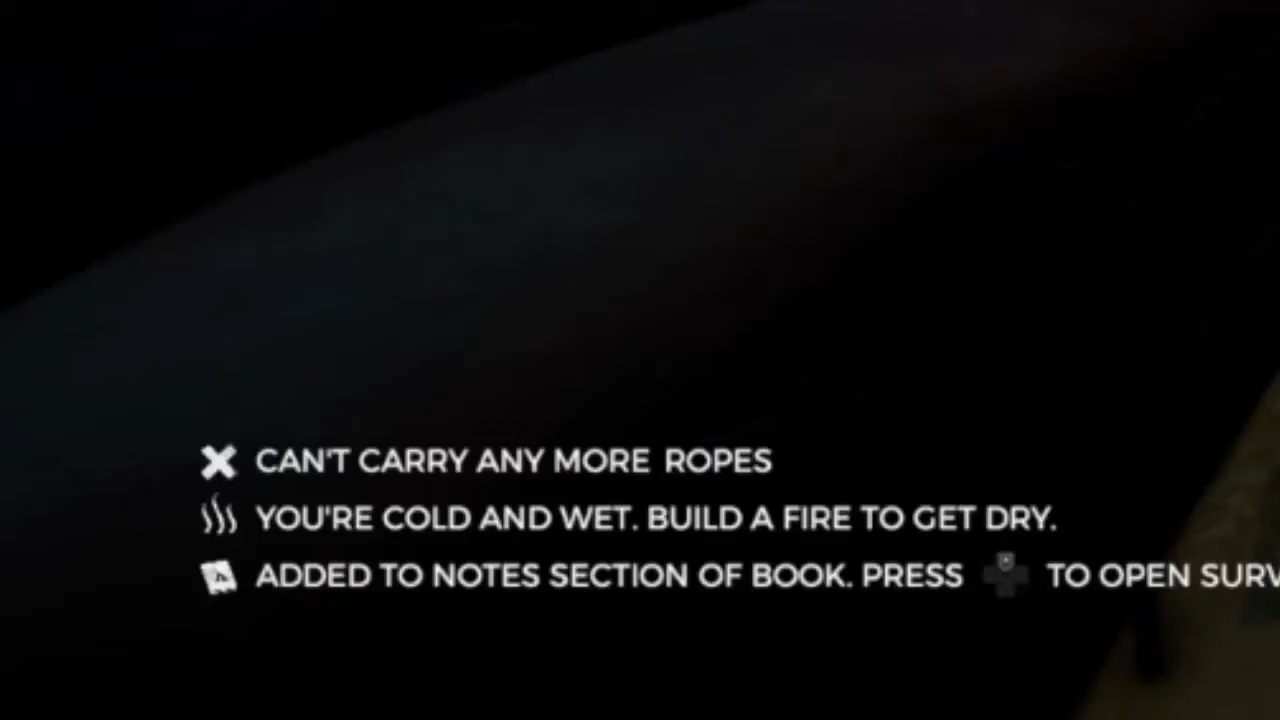 CAN'T CARRY ANY MORE ROPES
YOU'RE COLD AND WET. BUILD A FIRE TO GET DRY.
ADDED TO NOTES SECTION OF BOOK. PRESS TO OPEN SURV